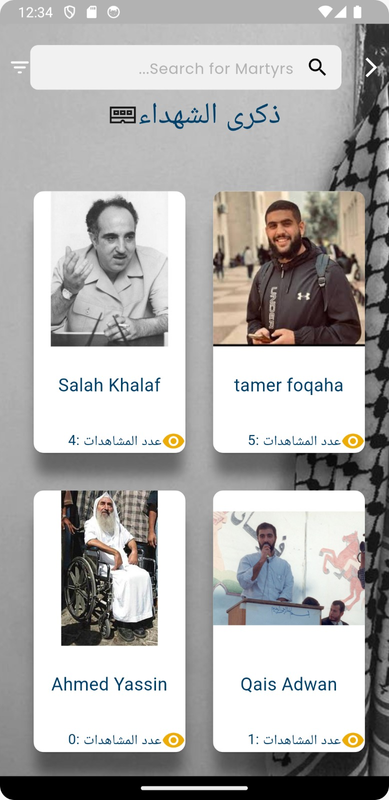 12:34
Search for Martyrs...
ذكرى الشهداء
Salah Khalaf
tamer foqaha
عدد المشاهدات :4
عدد المشاهدات :5
UNDER
Ahmed Yassin
Qais Adwan
عدد المشاهدات :0
عدد المشاهدات :1